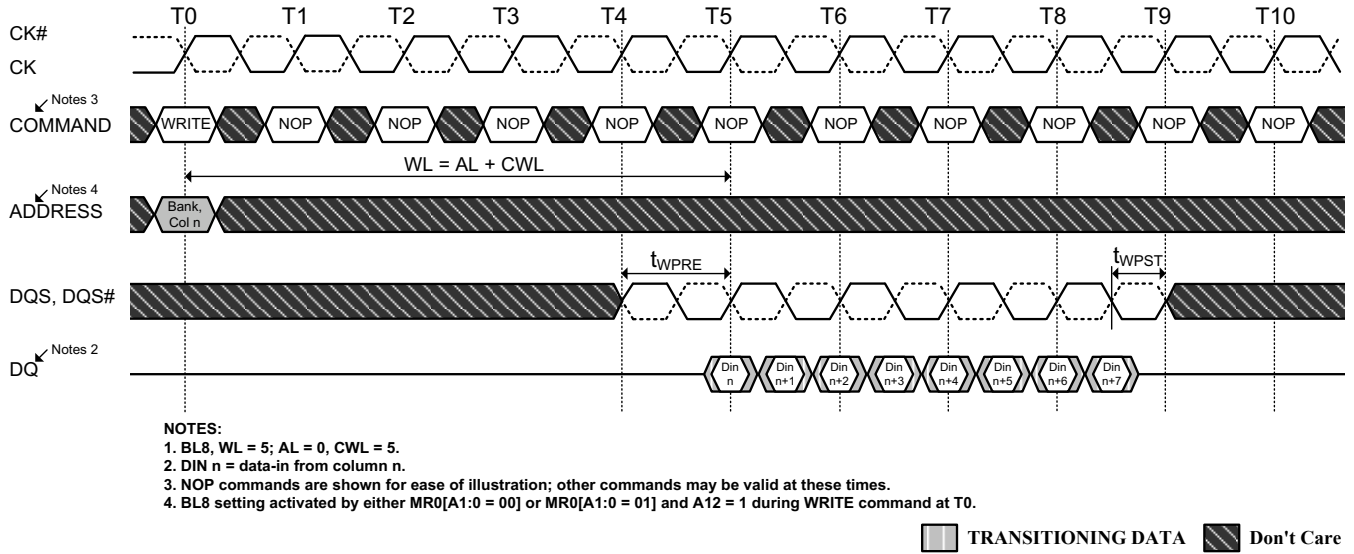 T0 T1 T2 T3 T4 T5 T6 T7 T8 T9 T10
CK#
CK
Notes 3
COMMAND
WRITE NOP NOP NOP NOP NOP NOP NOP NOP NOP NOP
WL = AL + CWL
Notes 4
ADDRESS
Bank,
Col n
tWPRE
tWPST
DQS, DQS#
Notes 2
DQ
Din n Din n+1 Din n+2 Din n+3 Din n+4 Din n+5 Din n+6 Din n+7
NOTES:
1. BL8, WL = 5; AL = 0, CWL = 5.
2. DIN n = data-in from column n.
3. NOP commands are shown for ease of illustration; other commands may be valid at these times.
4. BL8 setting activated by either MR0[A1:0 = 00] or MR0[A1:0 = 01] and A12 = 1 during WRITE command at T0.
TRANSITIONING DATA Don't Care